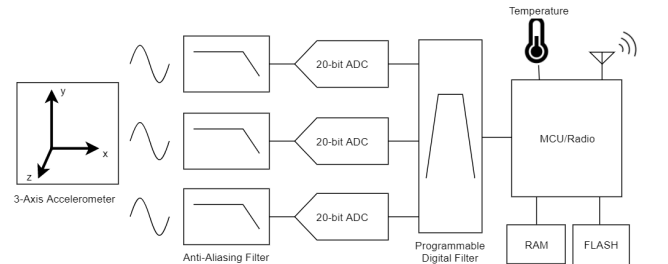 Temperature
20-bit ADC
y
x
z
20-bit ADC
MCU/Radio
3-Axis Accelerometer
20-bit ADC
Anti-Aliasing Filter
Programmable
Digital Filter
RAM
FLASH